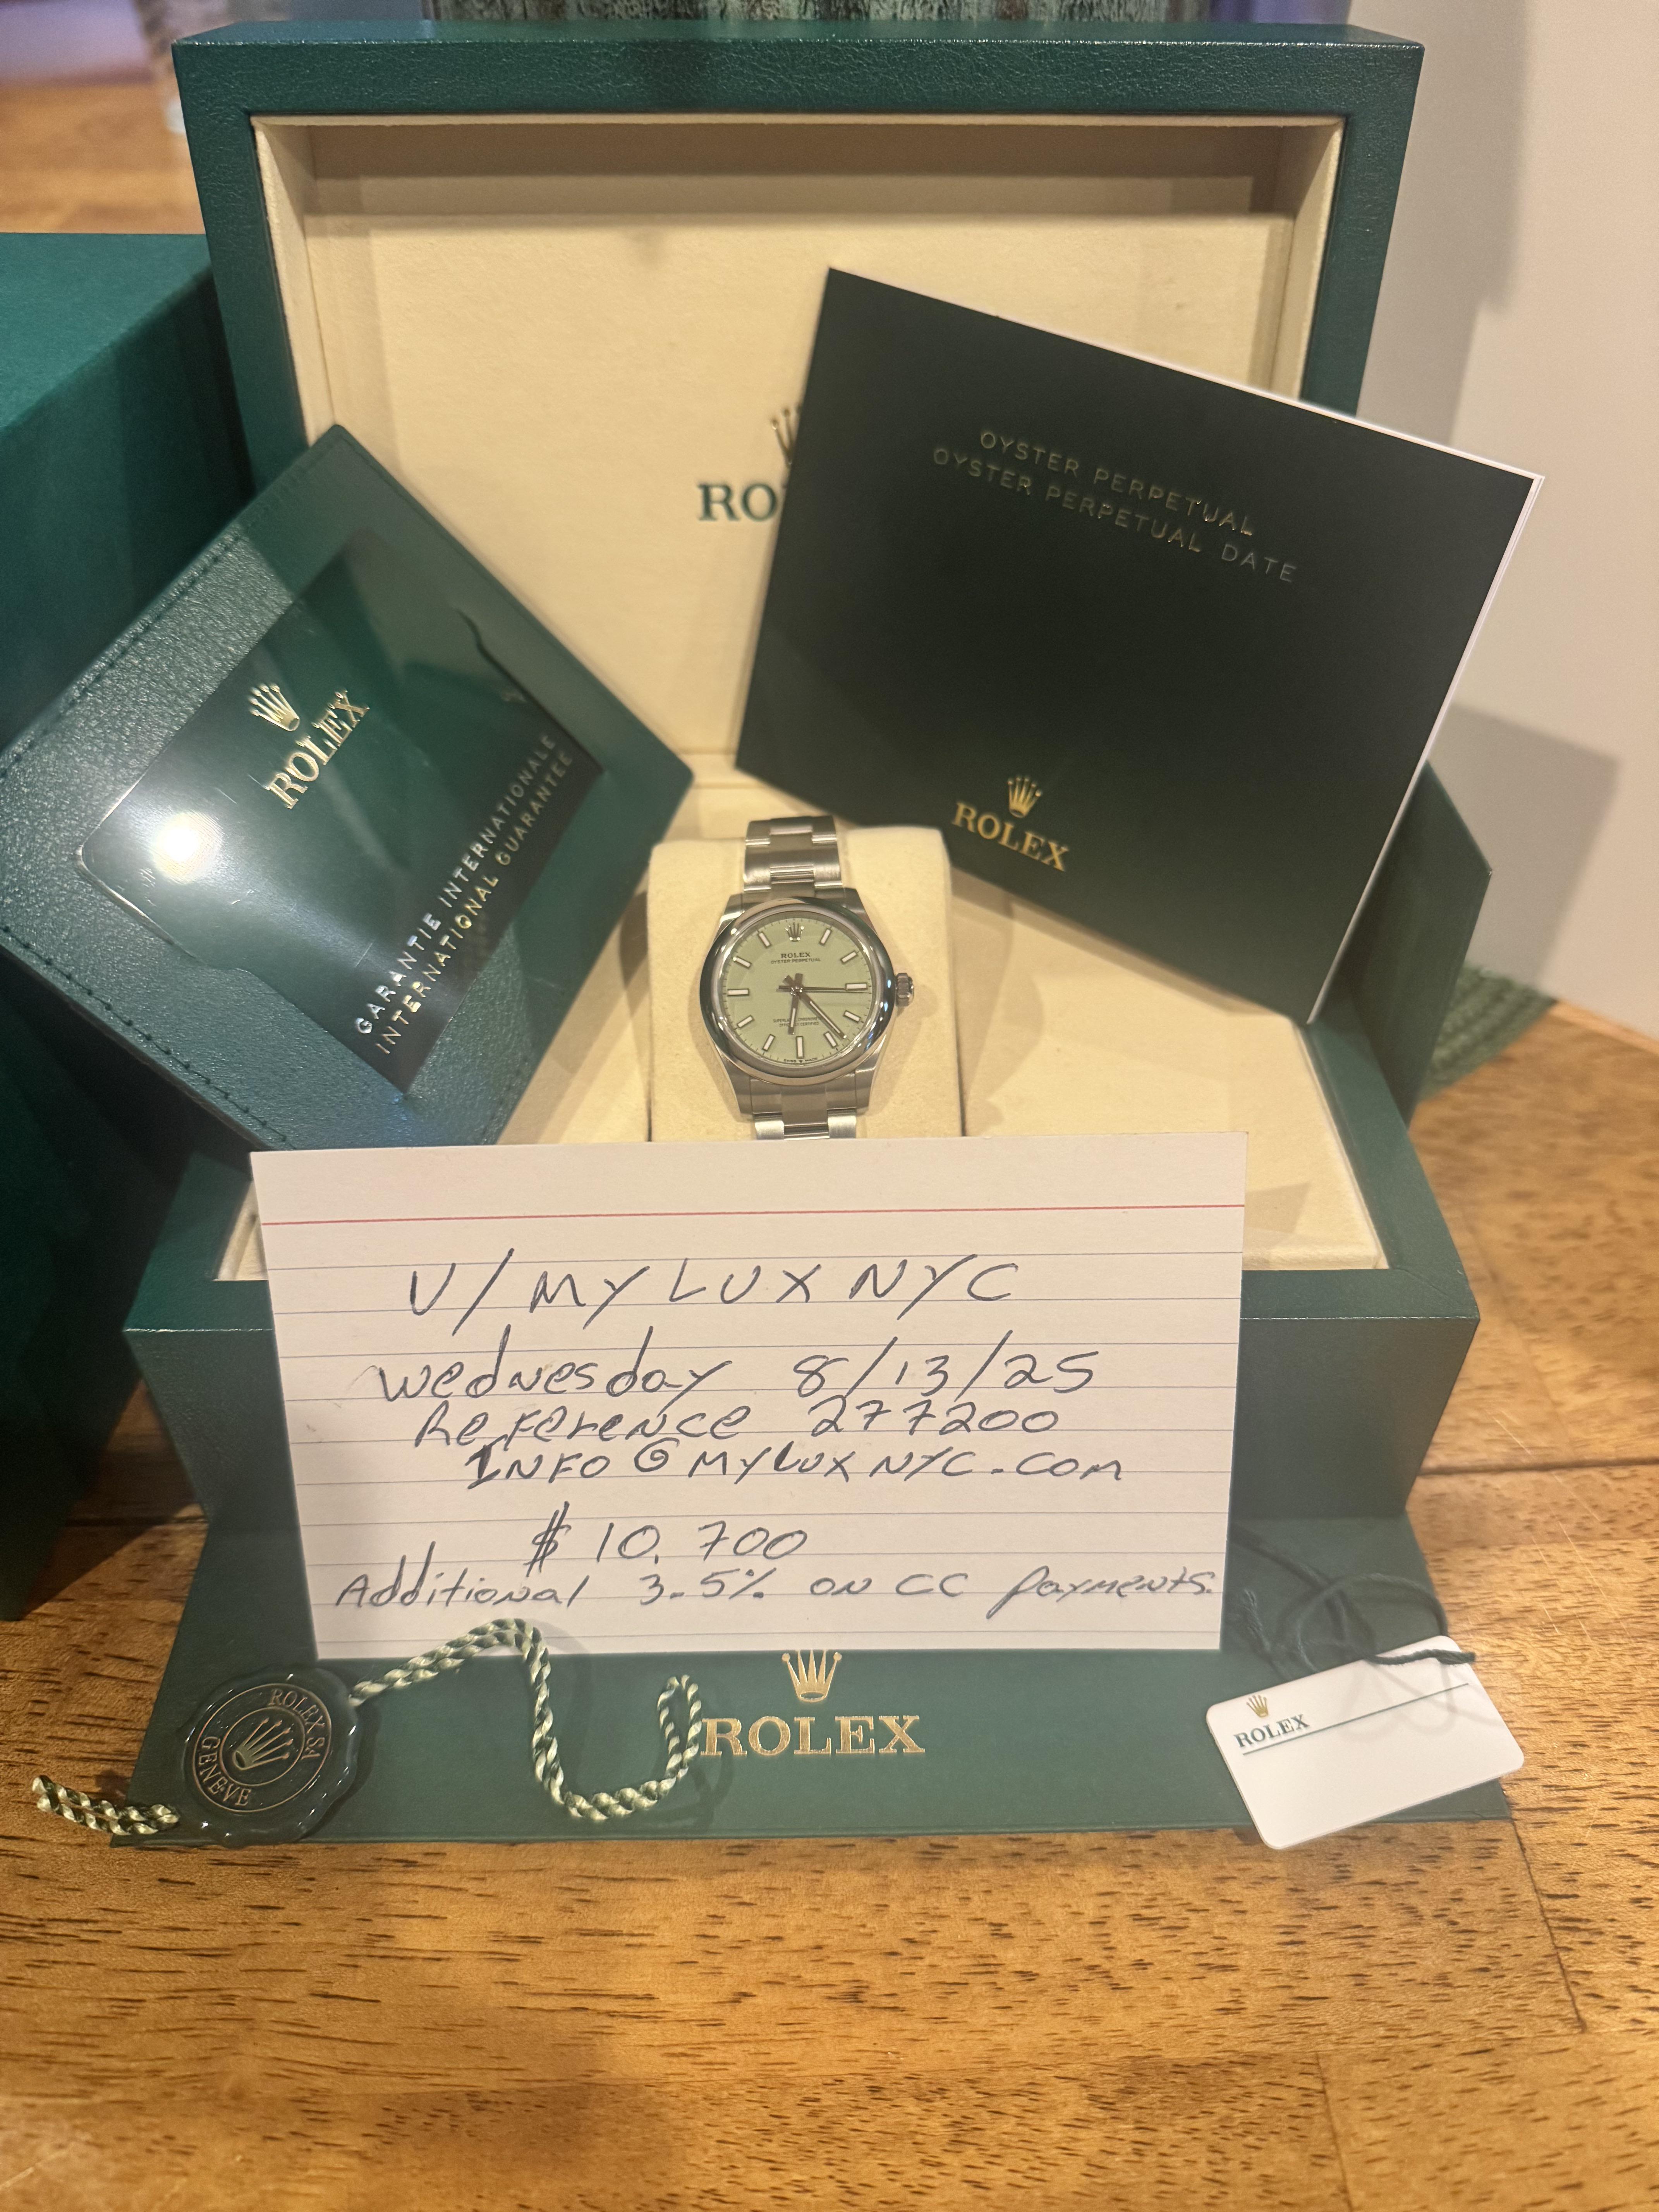 RO
OYSTER PERPETUAL
OYSTER PERPETUAL DATE
ROLEX
ROLEX
GARANTIE INTERNATIONALE
INTERNATIONAL GUARANTEE
ROLEX
OYSTER PERPETUAL
U/MYLUXNYC
Wednesday 8/13/25
Reference 277200
INFO@MYLUXNYC.COM
$10,700
Additional 3.5% ON CC Payments.
ROLEX
ROLEX SA
GENEVE
ROLEX